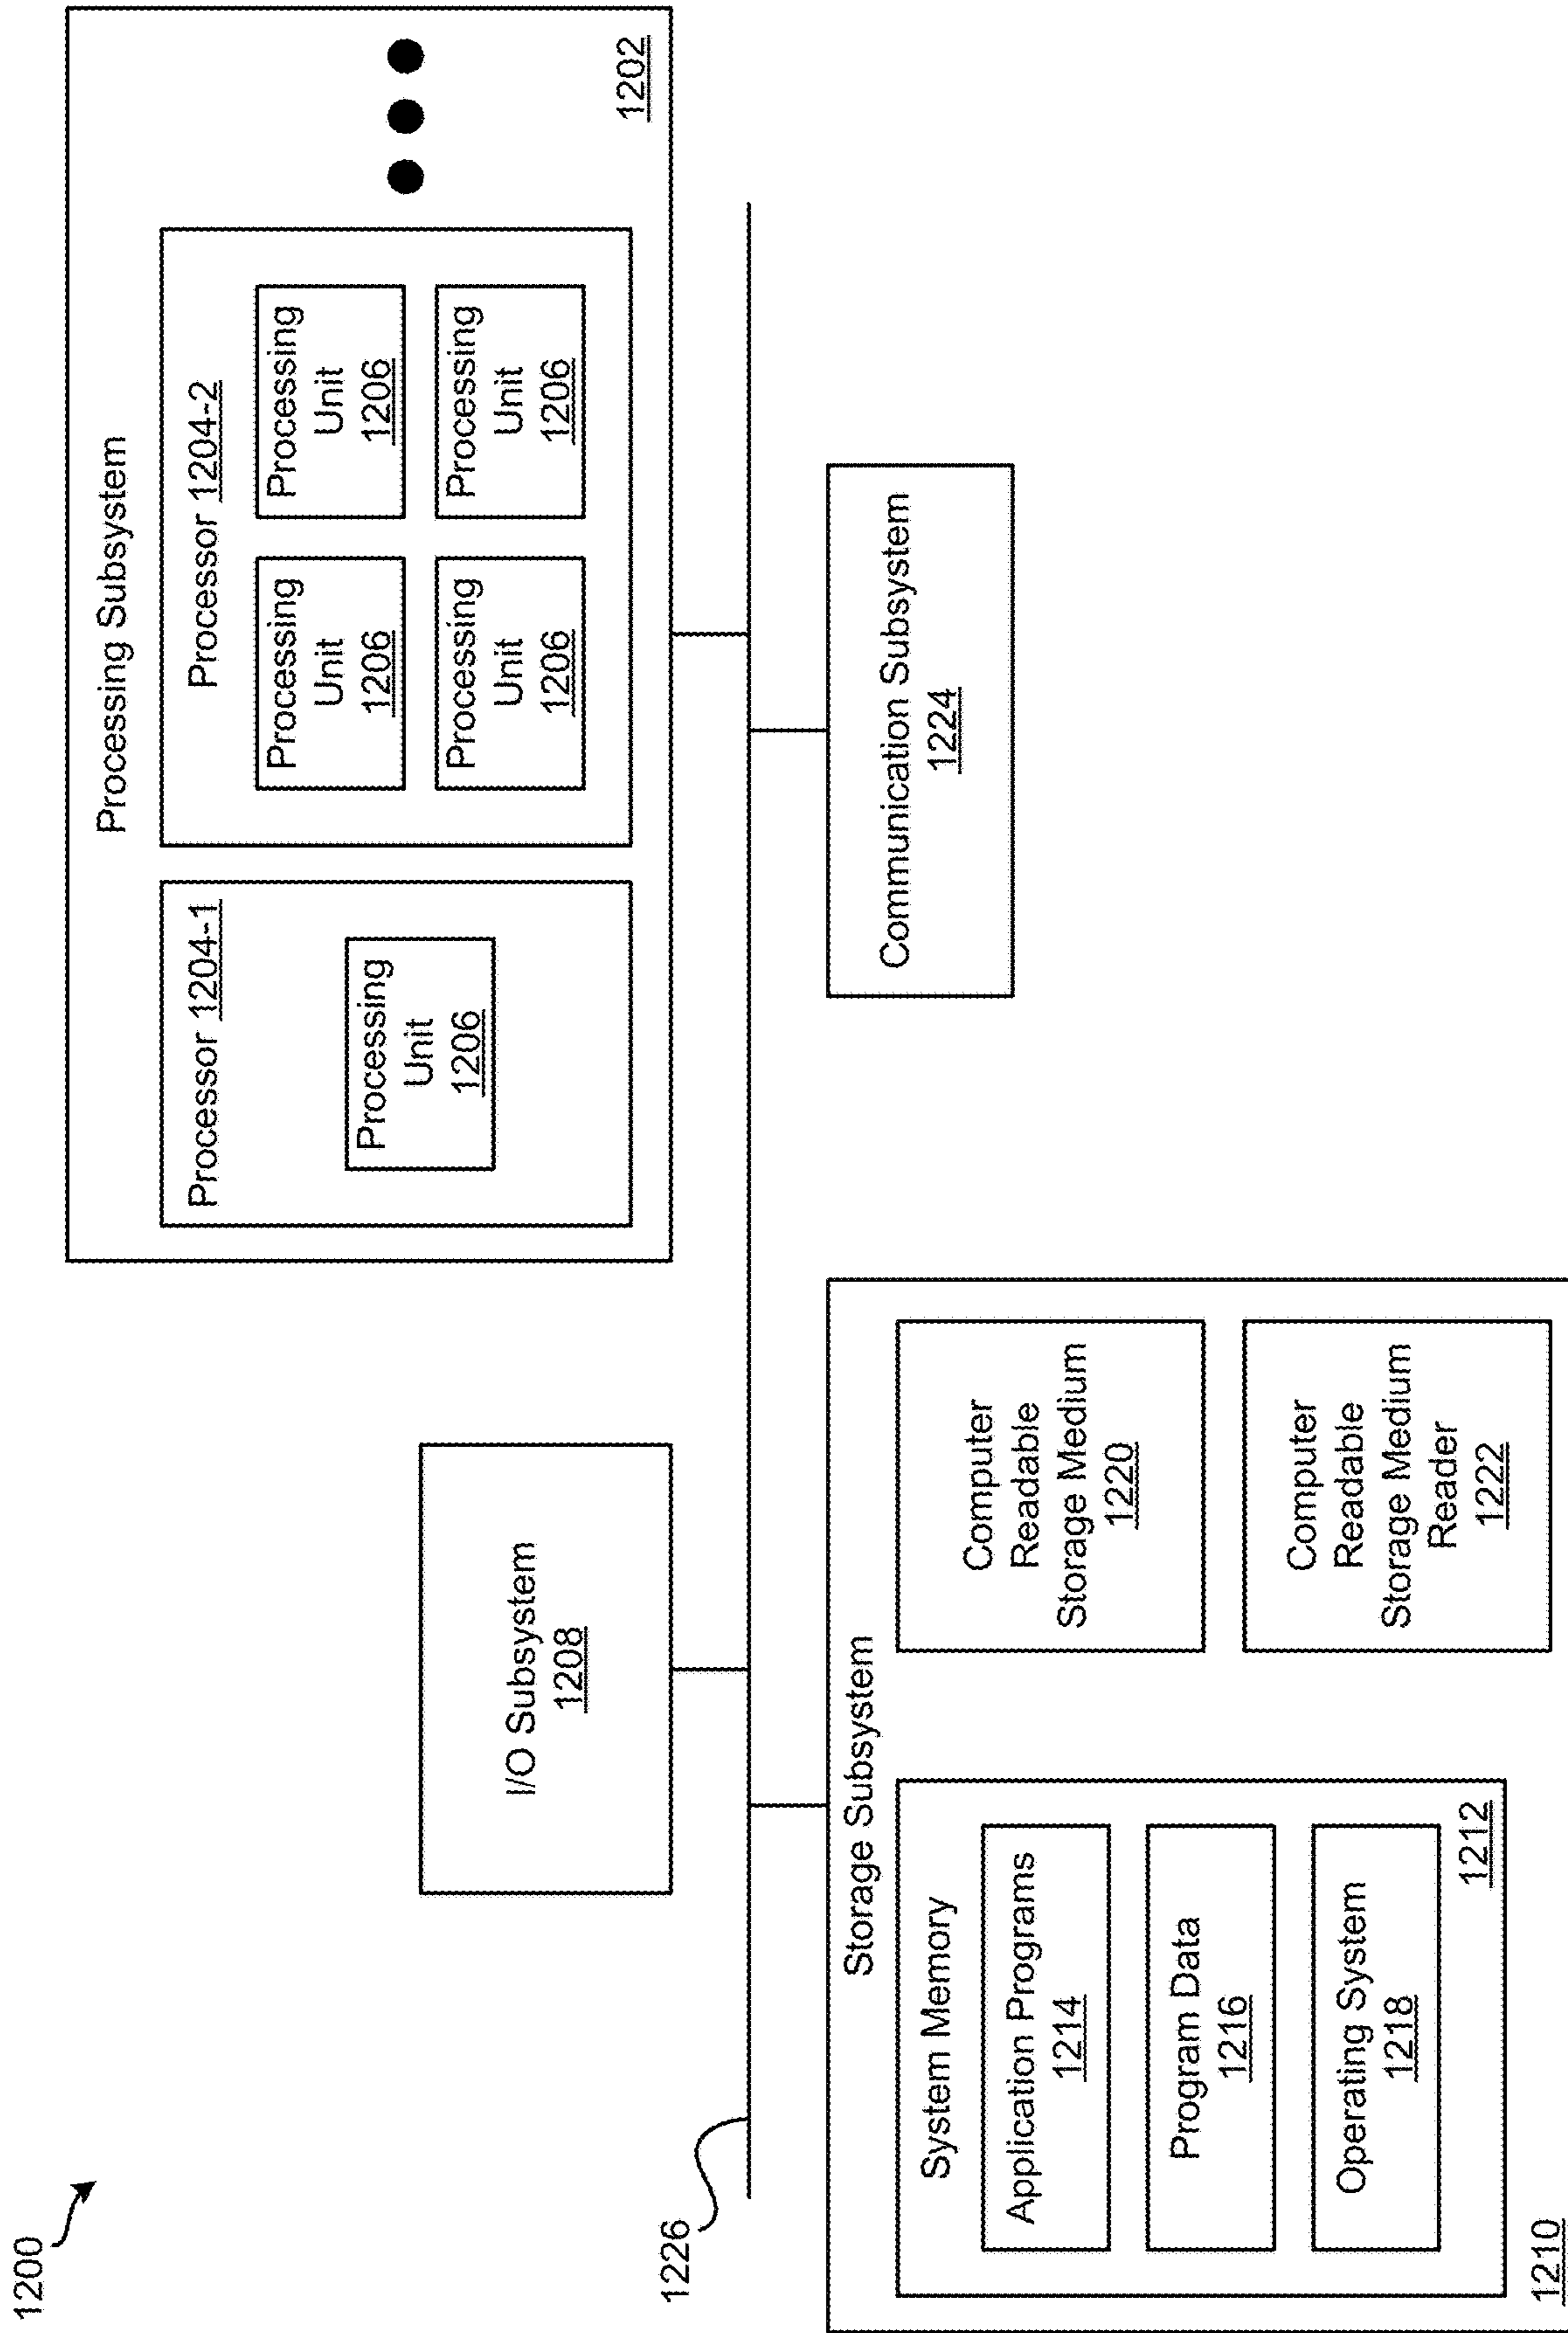 1200
Processing Subsystem
Processor 1204-1
Processing
Unit
1206
Processor 1204-2
Processing
Unit
1206
Processing
Unit
1206
Processing
Unit
1206
Processing
Unit
1206
1202
I/O Subsystem
1208
1226
Storage Subsystem
System Memory
Application Programs
1214
Program Data
1216
Operating System
1218
1212
Computer
Readable
Storage Medium
1220
Computer
Readable
Storage Medium
Reader
1222
1210
Communication Subsystem
1224